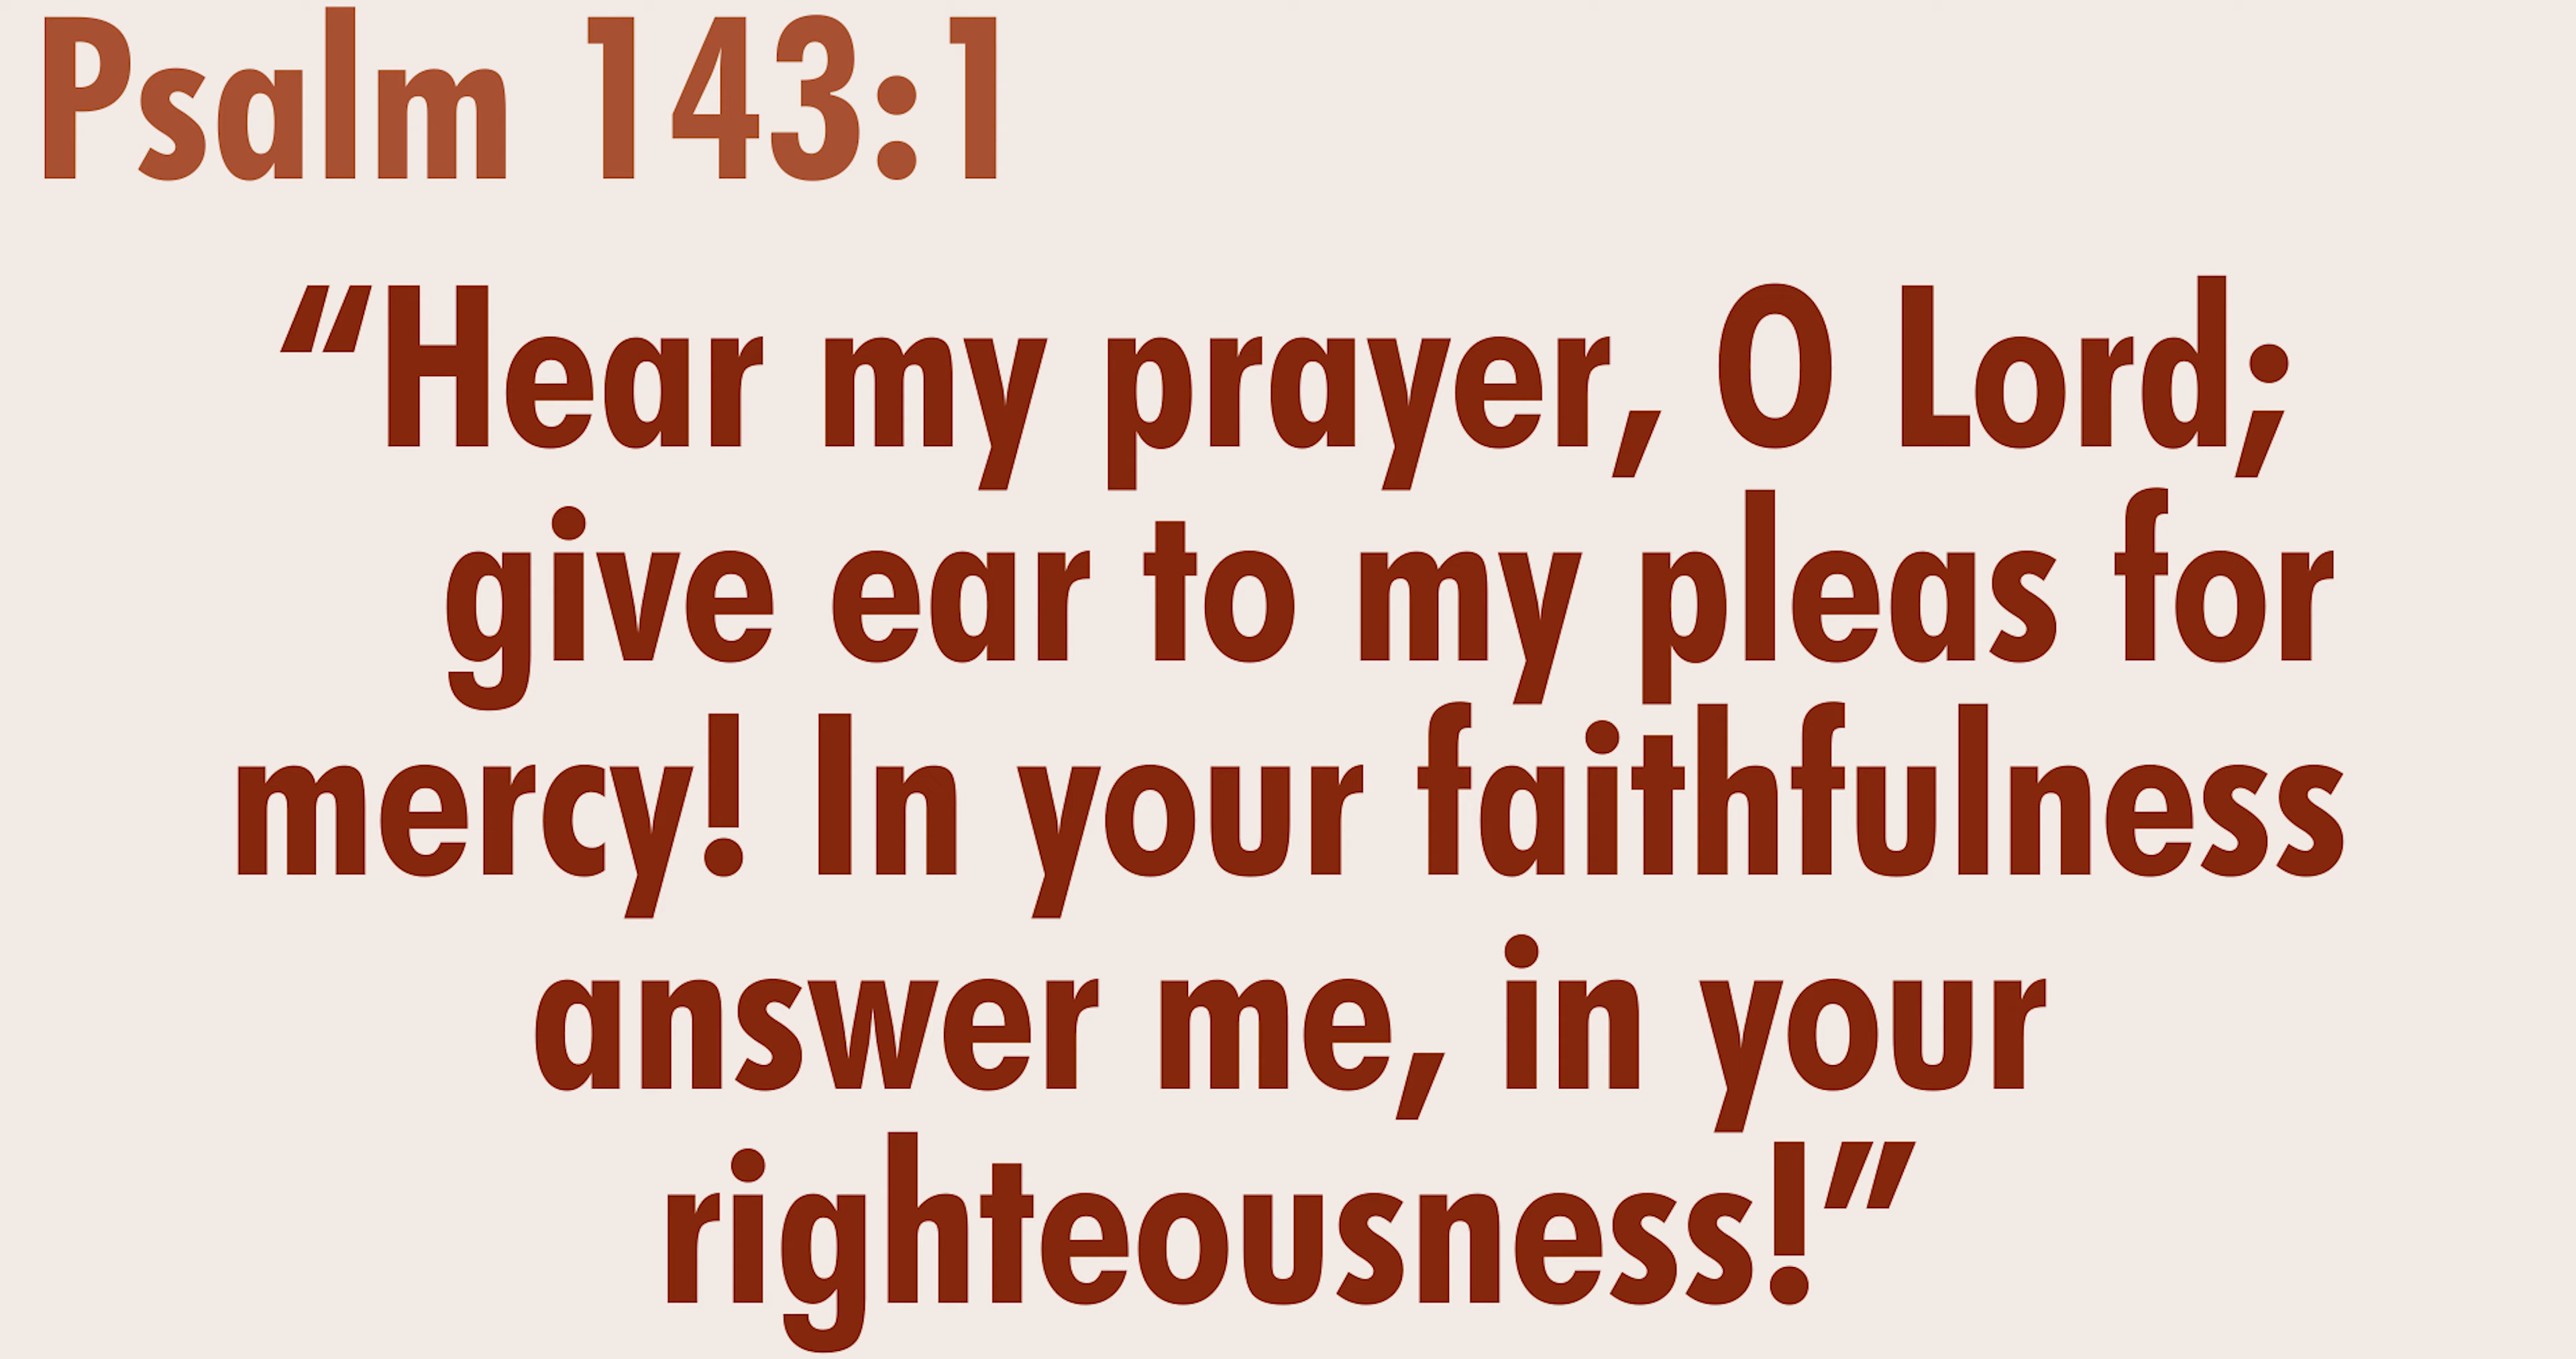 Psalm 143:1
“Hear my prayer, O Lord;
give ear to my pleas for
mercy! In your faithfulness
answer me, in your
righteousness!”